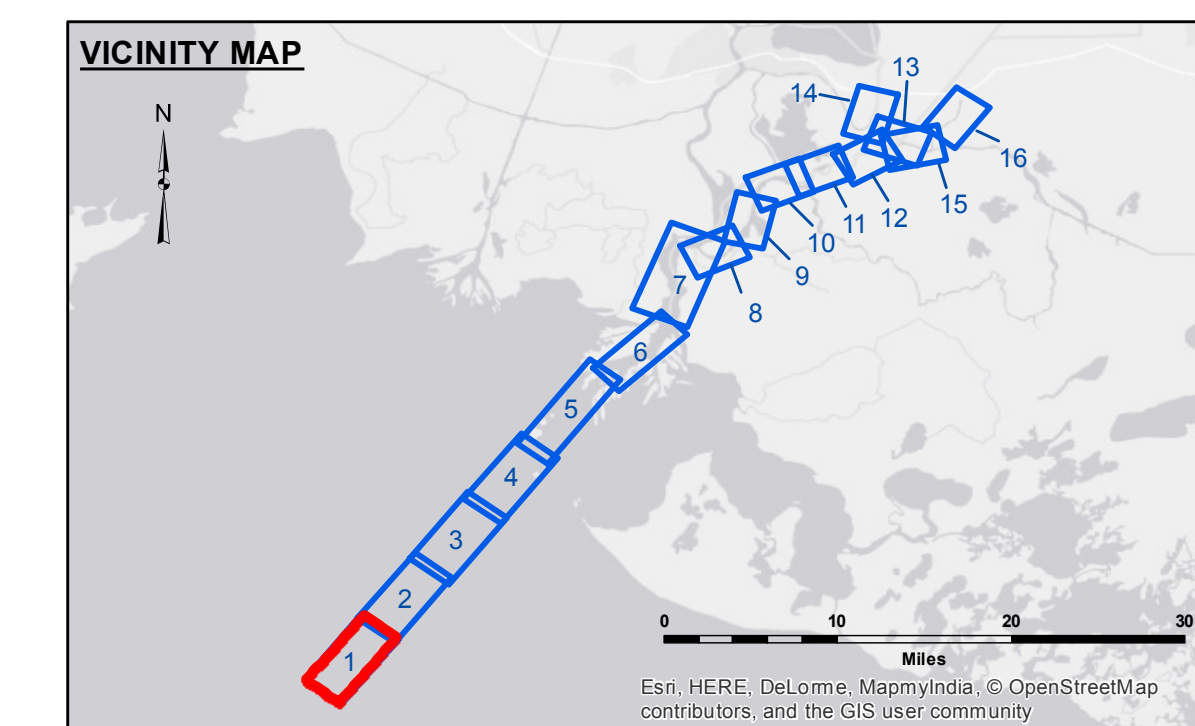 VICINITY MAP
N
13
14
16
15
12
11
10
9
8
7
6
5
4
3
2
1
0 10 20 30
Miles
Esri, HERE, DeLorme, MapmyIndia, © OpenStreetMap
contributors, and the GIS user community